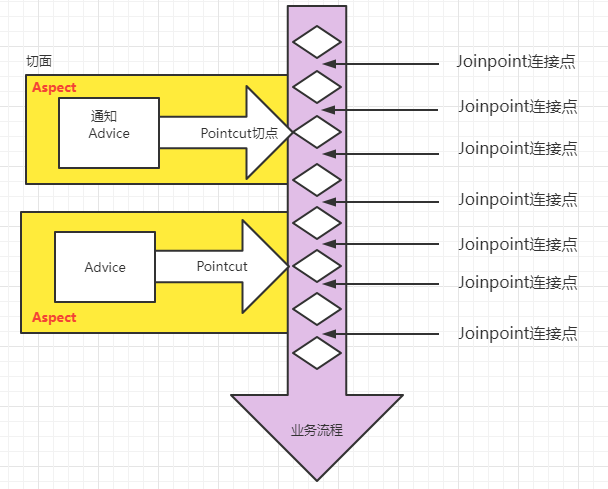 切面
Aspect
通知
Advice
Pointcut切点
Advice
Pointcut
Aspect
Joinpoint连接点
Joinpoint连接点
Joinpoint连接点
Joinpoint连接点
Joinpoint连接点
Joinpoint连接点
Joinpoint连接点
业务流程